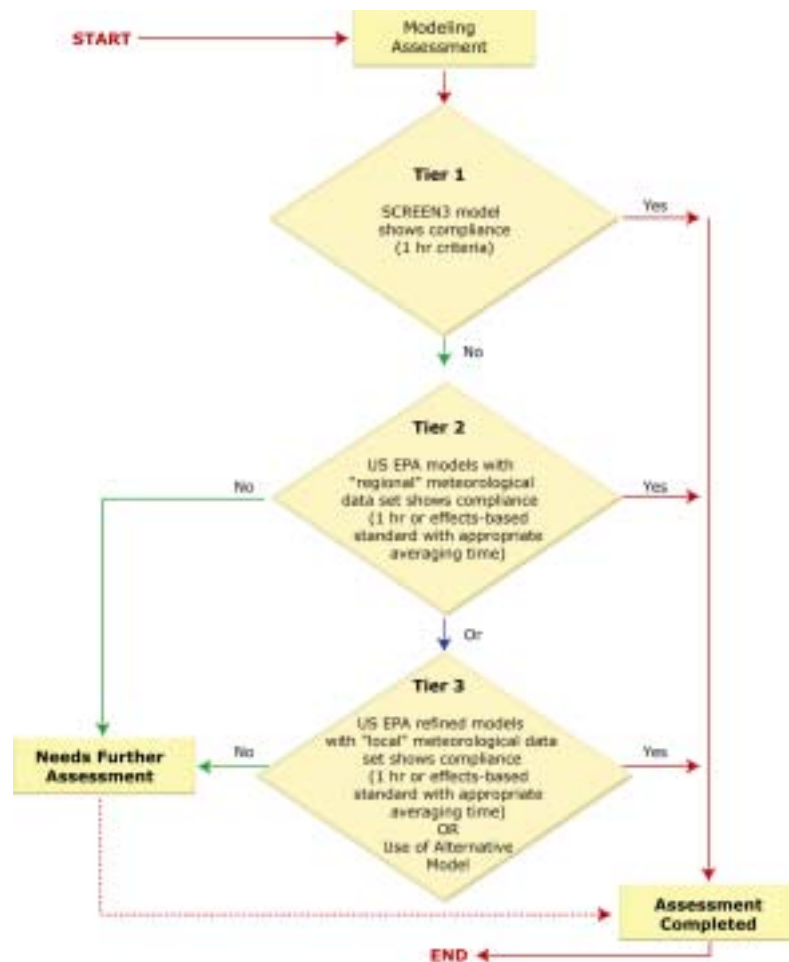 START
Modeling
Assessment
Tier 1
SCREEN3 model
shows compliance
(1 hr criteria)
Yes
No
Tier 2
US EPA models with
"regional" meteorological
data set shows compliance
(1 hr or effects-based
standard with appropriate
averaging time)
No
Yes
Or
Tier 3
US EPA refined models
with "local" meteorological data
set shows compliance
(1 hr or effects-based
standard with appropriate
averaging time)
OR
Use of Alternative
Model
No
Yes
Needs Further
Assessment
Assessment
Completed
END